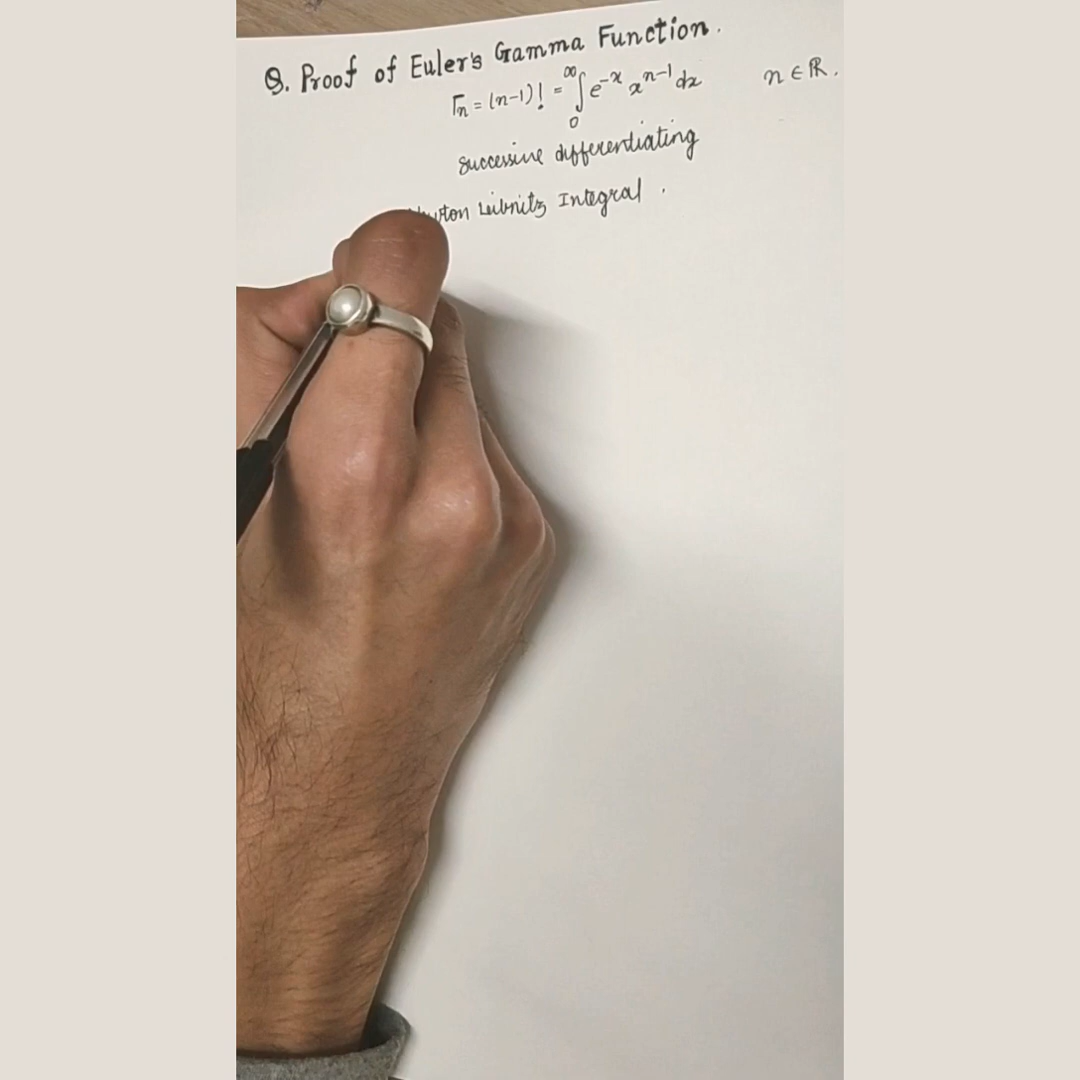 Q. Proof of Euler's Gamma Function.
Γn = (n-1)! = ∫₀^∞ e^-x x^n-1 dx n ∈ ℝ.
successive differentiating
Leibnitz Integral.